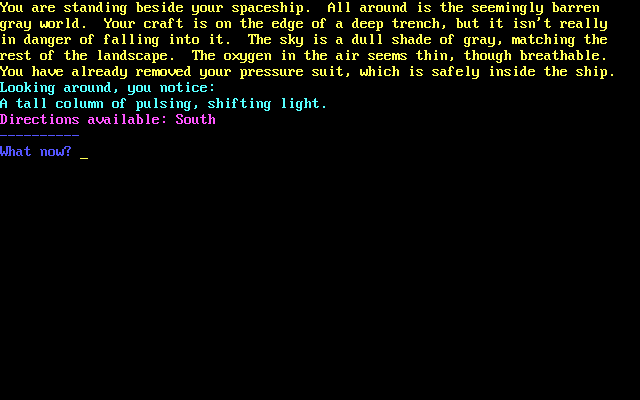 You are standing beside your spaceship.  All around is the seemingly barren
gray world.  Your craft is on the edge of a deep trench, but it isn't really
in danger of falling into it.  The sky is a dull shade of gray, matching the
rest of the landscape.  The oxygen in the air seems thin, though breathable.
You have already removed your pressure suit, which is safely inside the ship.
Looking around, you notice:
A tall column of pulsing, shifting light.
Directions available: South
----------
What now? _